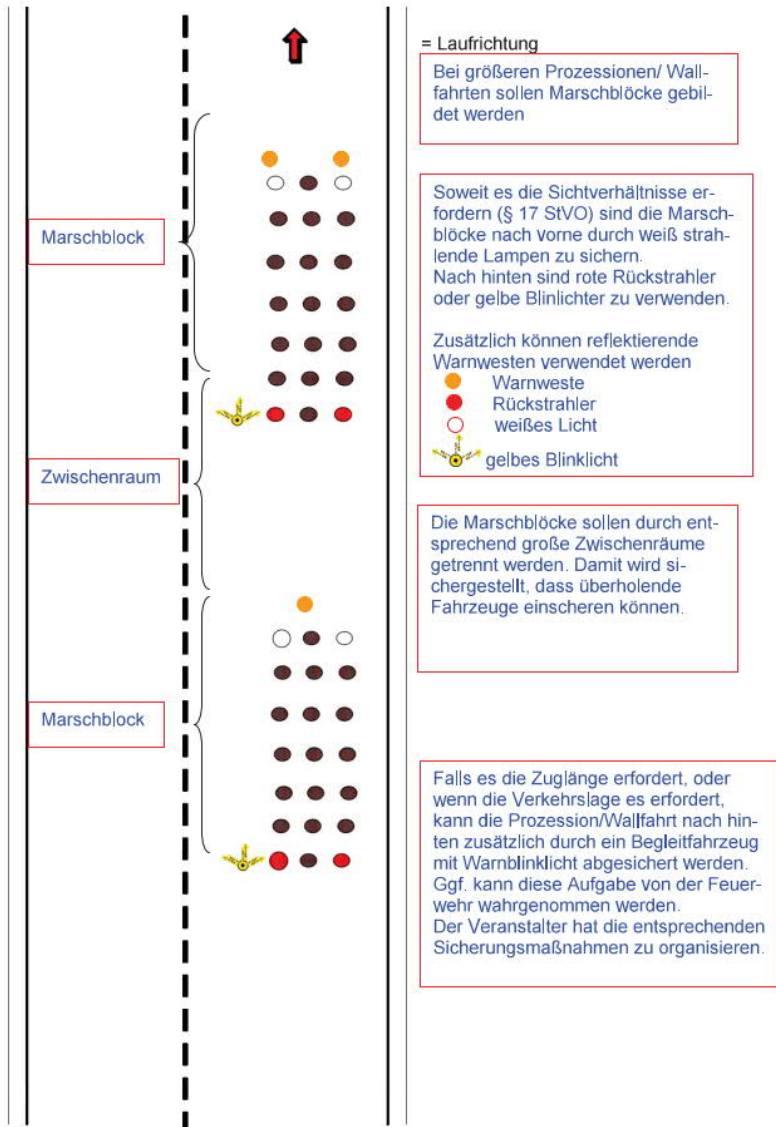 = Laufrichtung
Bei größeren Prozessionen/ Wall-
fahrten sollen Marschblöcke gebil-
det werden
Marschblock
Soweit es die Sichtverhältnisse er-
fordern (§ 17 StVO) sind die Marsch-
blöcke nach vorne durch weiß strah-
lende Lampen zu sichern.
Nach hinten sind rote Rückstrahler
oder gelbe Blinlichter zu verwenden.
Zusätzlich können reflektierende
Warnwesten verwendet werden
Warnweste
Rückstrahler
weißes Licht
gelbes Blinklicht
Zwischenraum
Die Marschblöcke sollen durch ent-
sprechend große Zwischenräume
getrennt werden. Damit wird si-
chergestellt, dass überholende
Fahrzeuge einscheren können.
Marschblock
Falls es die Zuglänge erfordert, oder
wenn die Verkehrslage es erfordert,
kann die Prozession/Wallfahrt nach hin-
ten zusätzlich durch ein Begleitfahrzeug
mit Warnblinklicht abgesichert werden.
Ggf. kann diese Aufgabe von der Feuer-
wehr wahrgenommen werden.
Der Veranstalter hat die entsprechenden
Sicherungsmaßnahmen zu organisieren.